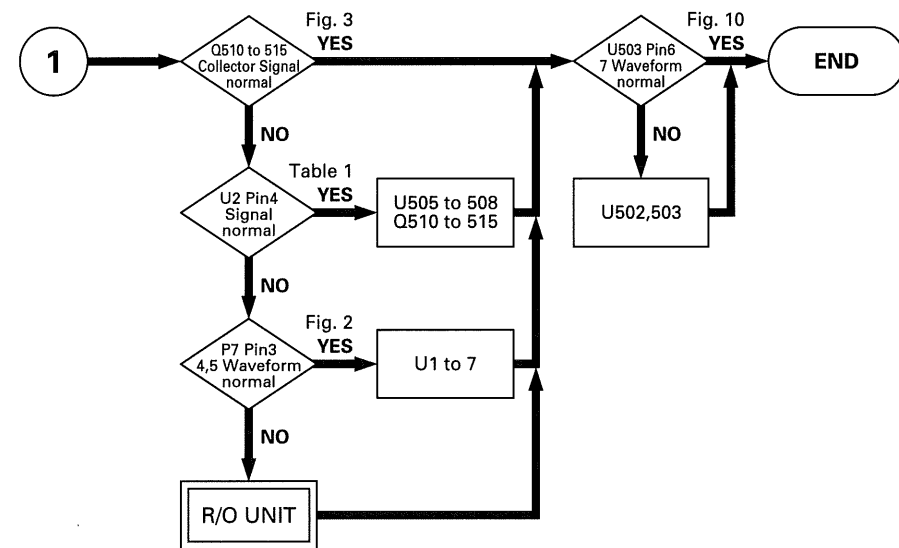 1
Q510 to 515
Collector Signal
normal
Fig. 3
YES
NO
U2 Pin4
Signal
normal
Table 1
YES
U505 to 508
Q510 to 515
NO
P7 Pin3
4,5 Waveform
normal
Fig. 2
YES
U1 to 7
NO
R/O UNIT
U503 Pin6
7 Waveform
normal
Fig. 10
YES
NO
U502,503
END